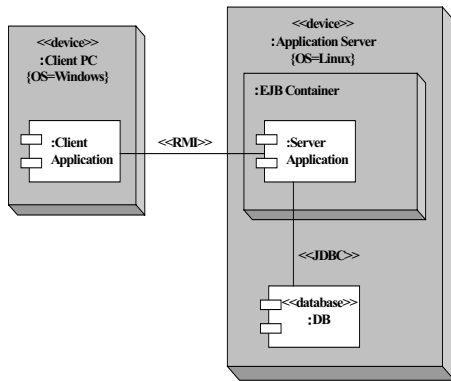 <<device>>
:Client PC
{OS=Windows}
:Client
Application
<<RMI>>
<<device>>
:Application Server
{OS=Linux}
:EJB Container
:Server
Application
<<JDBC>>
<<database>>
:DB